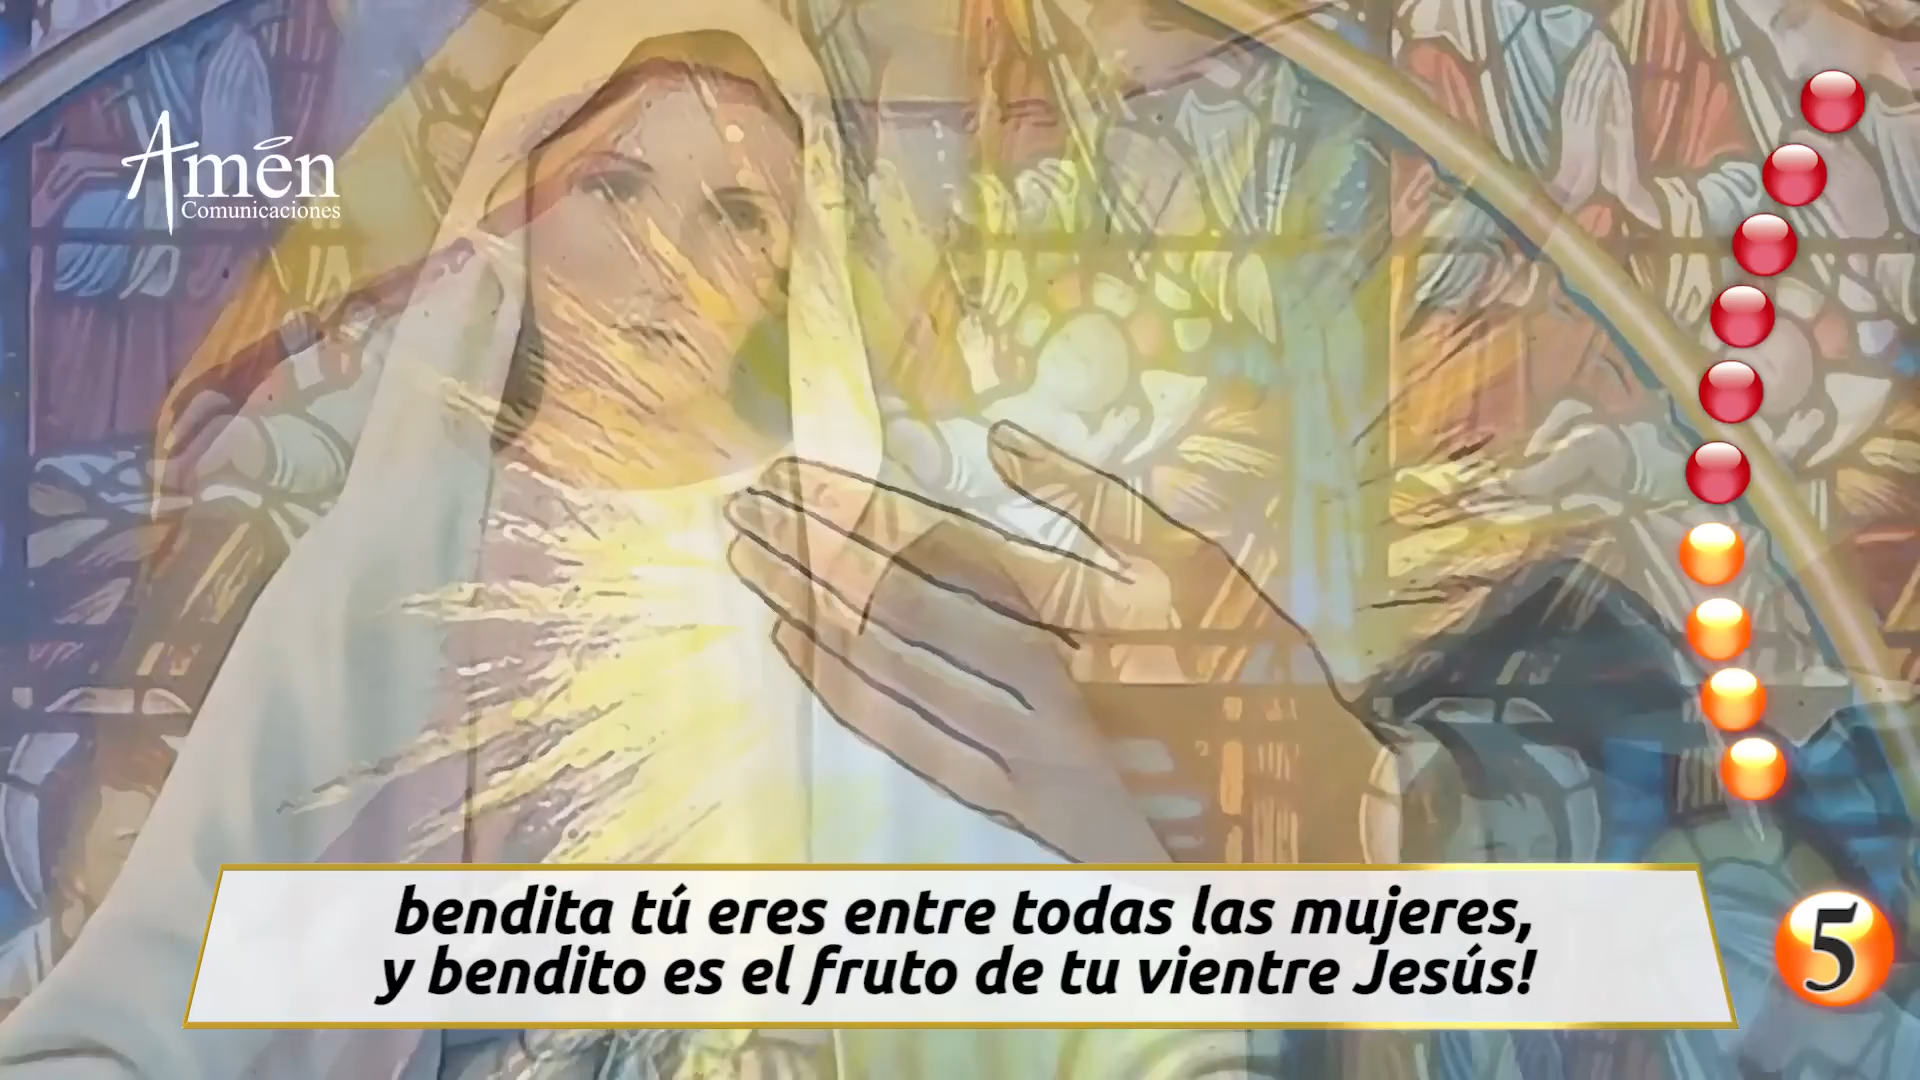 Amén
Comunicaciones
bendita tú eres entre todas las mujeres,
y bendito es el fruto de tu vientre Jesús!
5